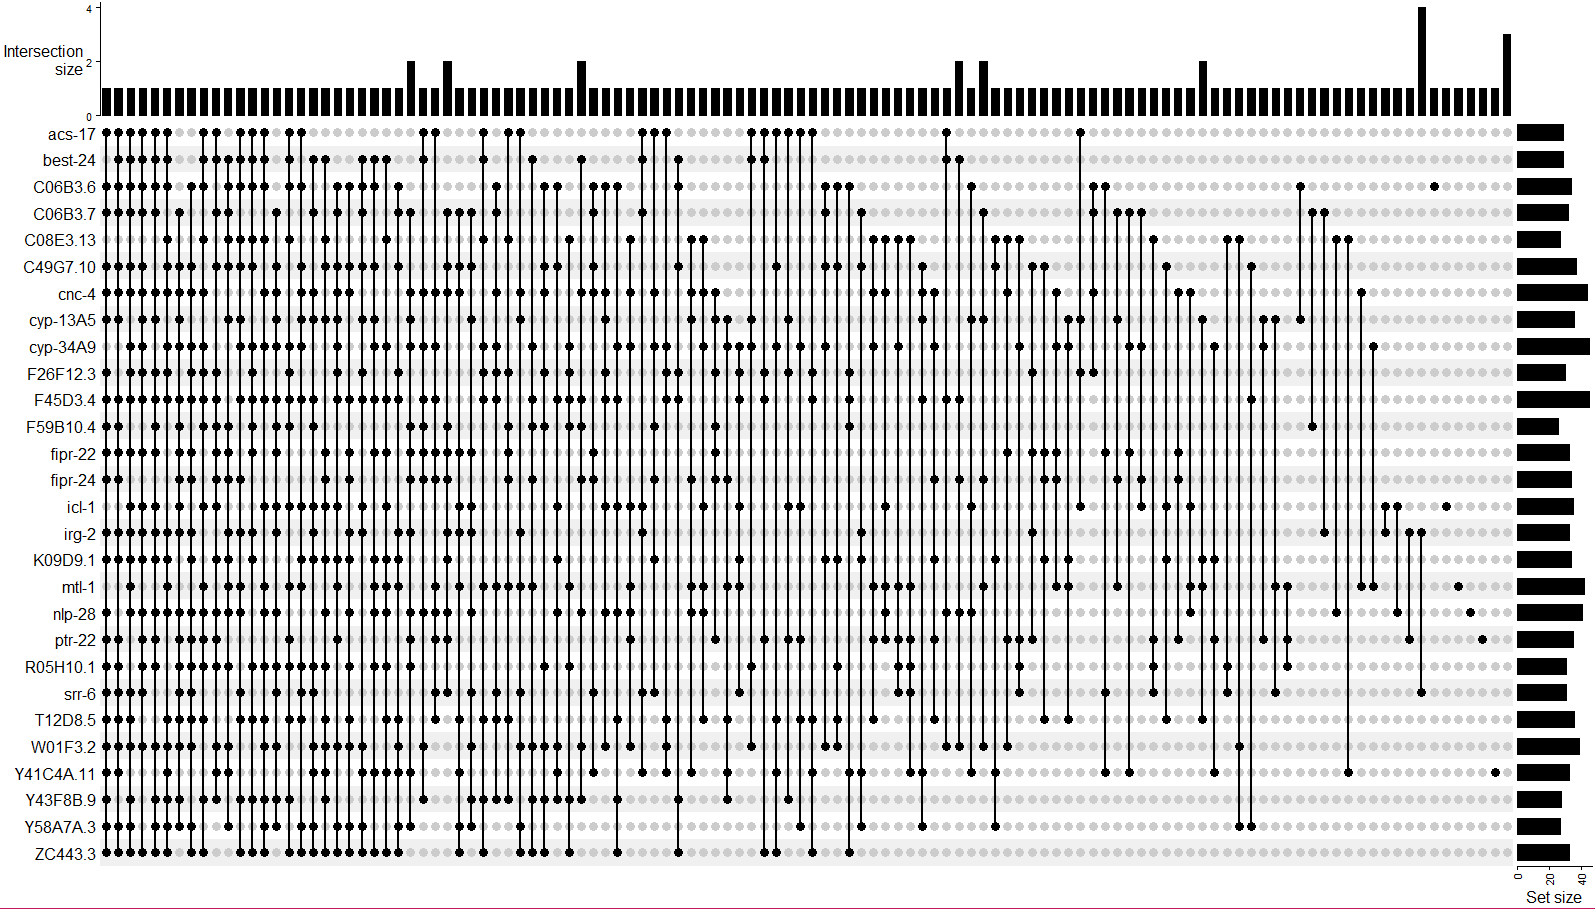 4
Intersection
size
2
0
acs-17
best-24
C06B3.6
C06B3.7
C08E3.13
C49G7.10
cnc-4
cyp-13A5
cyp-34A9
F26F12.3
F45D3.4
F59B10.4
fipr-22
fipr-24
icl-1
irg-2
K09D9.1
mtl-1
nlp-28
ptr-22
R05H10.1
srr-6
T12D8.5
W01F3.2
Y41C4A.11
Y43F8B.9
Y58A7A.3
ZC443.3
0 20 40
Set size